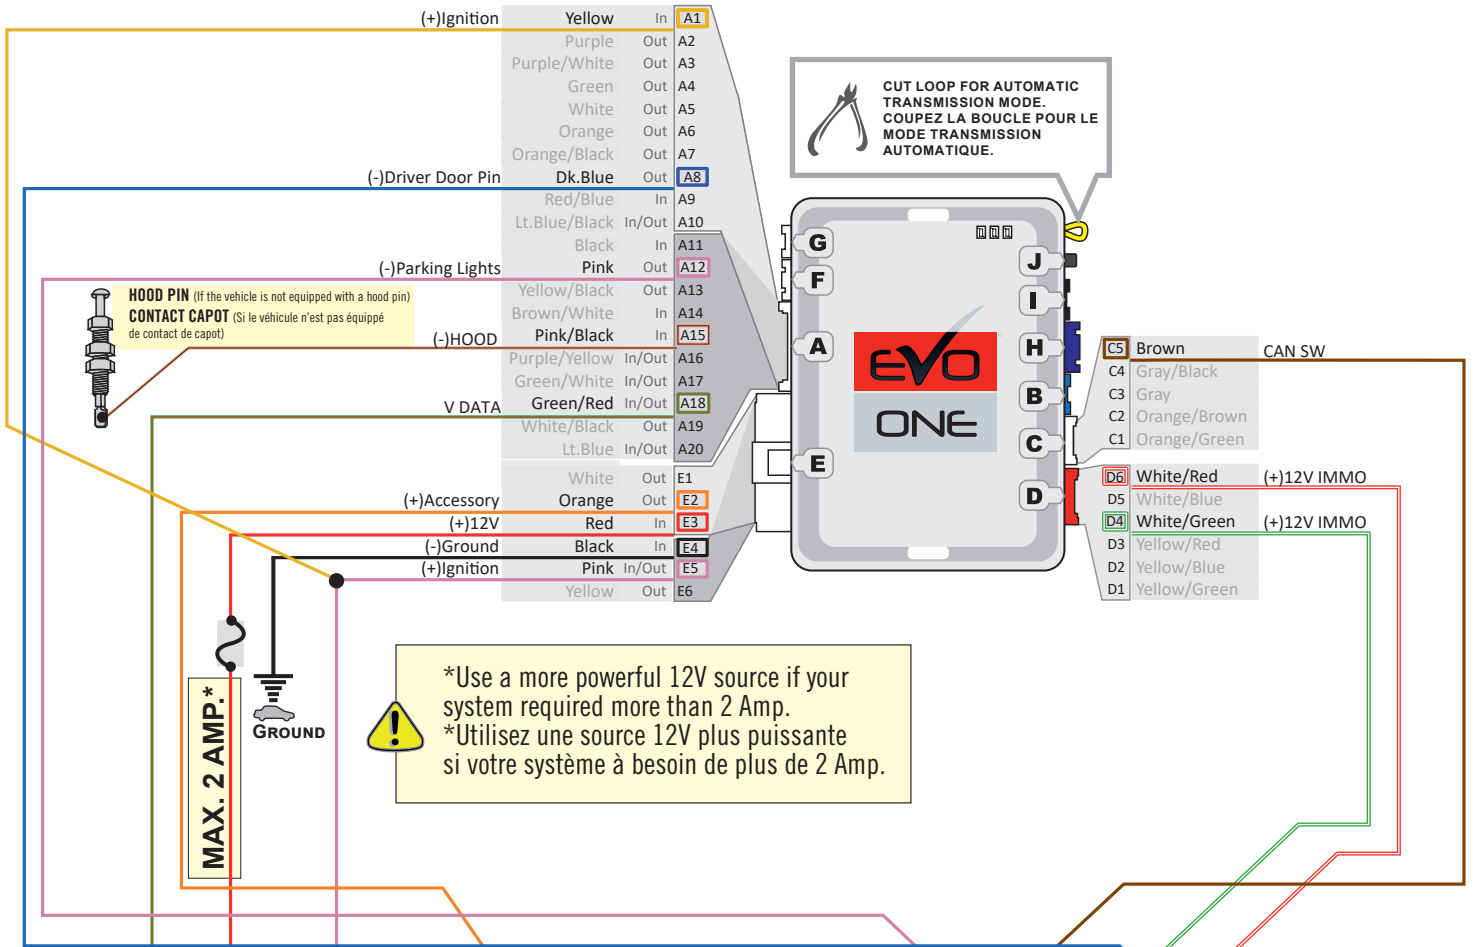 (+)Ignition Yellow In A1
Purple Out A2
Purple/White Out A3
Green Out A4
White Out A5
Orange Out A6
Orange/Black Out A7
(-)Driver Door Pin Dk.Blue Out A8
Red/Blue In A9
Lt.Blue/Black In/Out A10
Black In A11
(-)Parking Lights Pink Out A12
Yellow/Black Out A13
Brown/White In A14
(-)HOOD Pink/Black In A15
Purple/Yellow In/Out A16
Green/White In/Out A17
V DATA Green/Red In/Out A18
White/Black Out A19
Lt.Blue In/Out A20
White Out E1
(+)Accessory Orange Out E2
(+)12V Red In E3
(-)Ground Black In E4
(+)Ignition Pink In/Out E5
Yellow Out E6
HOOD PIN (If the vehicle is not equipped with a hood pin)
CONTACT CAPOT (Si le véhicule n'est pas équipé
de contact de capot)
CUT LOOP FOR AUTOMATIC
TRANSMISSION MODE.
COUPEZ LA BOUCLE POUR LE
MODE TRANSMISSION
AUTOMATIQUE.
G
F
A
E
J
I
H
B
C
D
EVO
ONE
C5 Brown CAN SW
C4 Gray/Black
C3 Gray
C2 Orange/Brown
C1 Orange/Green
D6 White/Red (+)12V IMMO
D5 White/Blue
D4 White/Green (+)12V IMMO
D3 Yellow/Red
D2 Yellow/Blue
D1 Yellow/Green
MAX. 2 AMP.*
GROUND
*Use a more powerful 12V source if your
system required more than 2 Amp.
*Utilisez une source 12V plus puissante
si votre système à besoin de plus de 2 Amp.